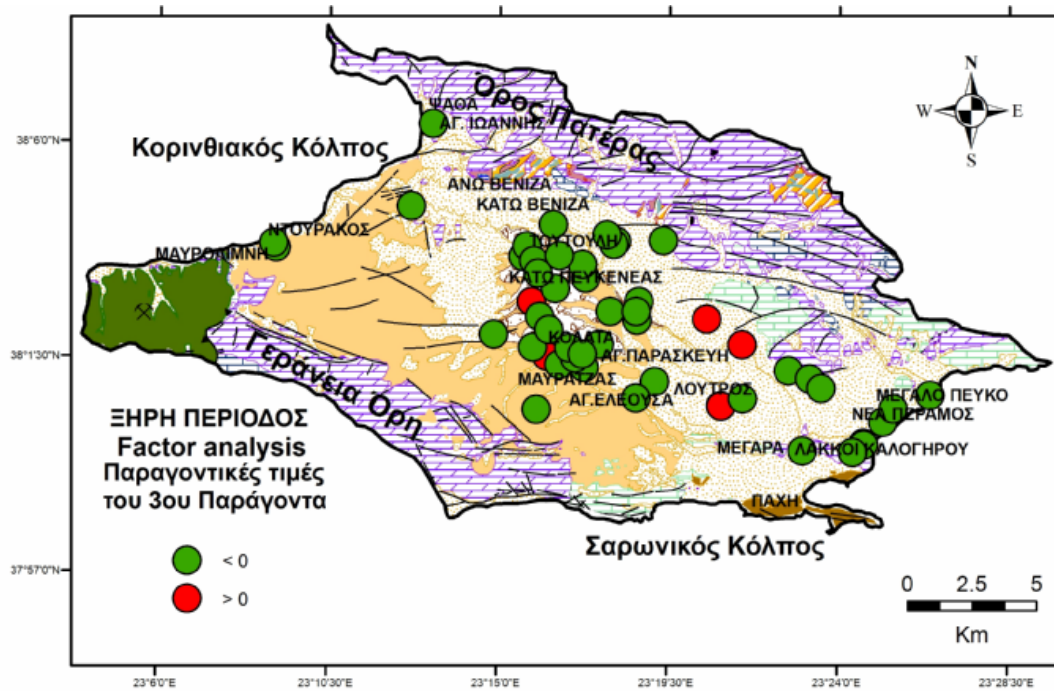 ΨΑΘΑ
ΑΓ. ΙΩΑΝΝΗΣ
Όρος Πατέρας
N
W E
S
38°6'0"N
Κορινθιακός Κόλπος
ΑΝΩ ΒΕΝΙΖΑ
ΚΑΤΩ ΒΕΝΙΖΑ
ΝΤΟΥΡΑΚΟΣ
ΜΑΥΡΟΛΙΜΝΗ
ΚΑΤΩ ΠΕΥΚΕΝΕΑΣ
38°1'30"N
ΚΟΛΑΤΑ
ΑΓ.ΠΑΡΑΣΚΕΥΗ
ΜΑΥΡΑΤΖΑΣ
ΑΓ.ΕΛΕΟΥΣΑ
ΛΟΥΤΡΟΣ
ΜΕΓΑΛΟ ΠΕΥΚΟ
ΝΕΑ ΠΕΡΑΜΟΣ
Γεράνεια Όρη
ΜΕΓΑΡΑ
ΛΑΚΚΟΙ ΚΑΛΟΓΗΡΟΥ
ΠΑΧΗ
ΞΗΡΗ ΠΕΡΙΟΔΟΣ
Factor analysis
Παραγοντικές τιμές
του 3ου Παράγοντα
Σαρωνικός Κόλπος
< 0
> 0
37°57'0"N
0 2.5 5
Km
23°6'0"E 23°10'30"E 23°15'0"E 23°19'30"E 23°24'0"E 23°28'30"E